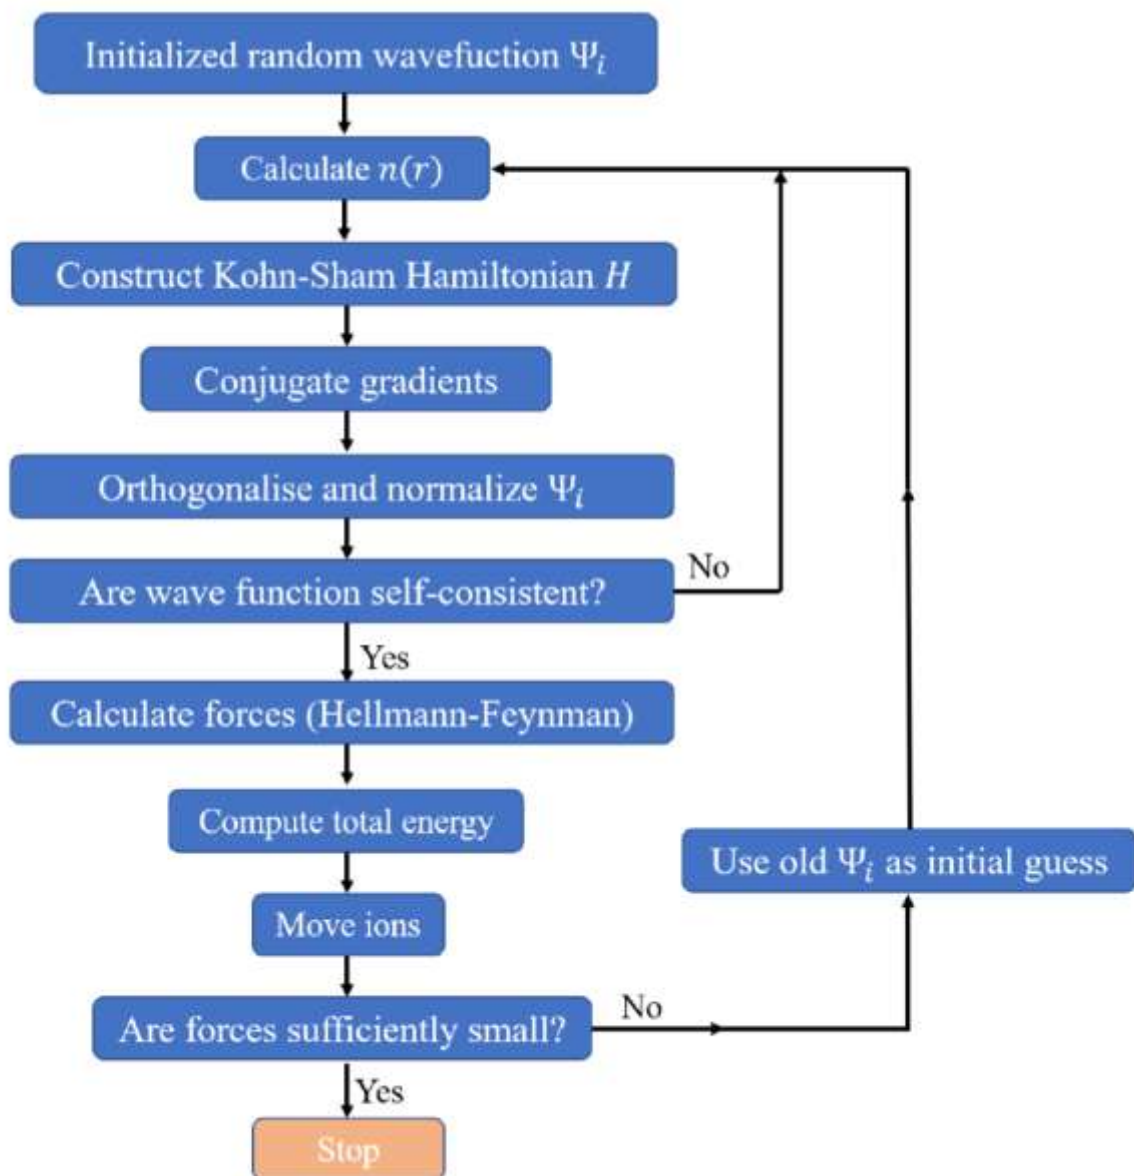 Initialized random wavefuction Ψᵢ
Calculate n(r)
Construct Kohn-Sham Hamiltonian H
Conjugate gradients
Orthogonalise and normalize Ψᵢ
Are wave function self-consistent?
No
Yes
Calculate forces (Hellmann-Feynman)
Compute total energy
Use old Ψᵢ as initial guess
Move ions
Are forces sufficiently small?
No
Yes
Stop